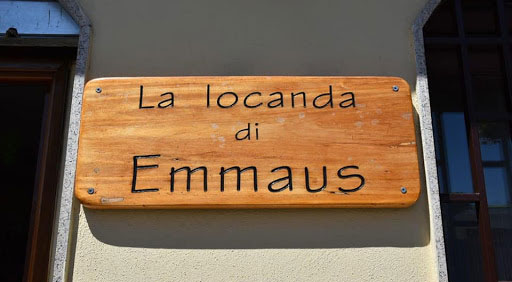 La locanda
di
Emmaus